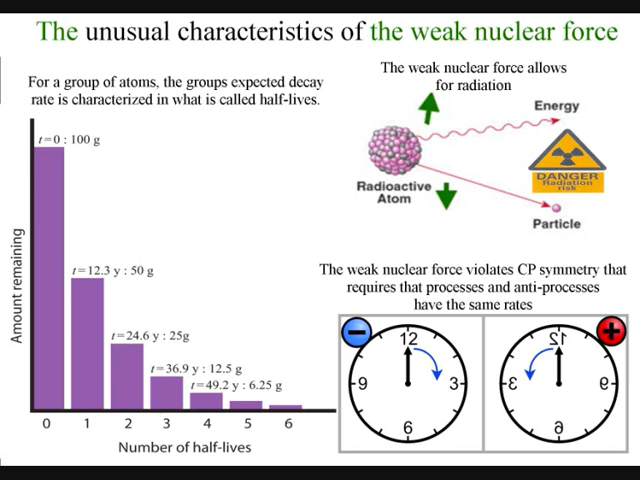 The unusual characteristics of the weak nuclear force
For a group of atoms, the groups expected decay
rate is characterized in what is called half-lives.
t=0 : 100 g
t=12.3 y : 50 g
t=24.6 y : 25g
t=36.9 y : 12.5 g
t=49.2 y : 6.25 g
Amount remaining
0 1 2 3 4 5 6
Number of half-lives
The weak nuclear force allows
for radiation
Energy
Radioactive
Atom
DANGER
Radiation
risk
Particle
The weak nuclear force violates CP symmetry that
requires that processes and anti-processes
have the same rates
− +
12 12
9 3 3 9
6 6